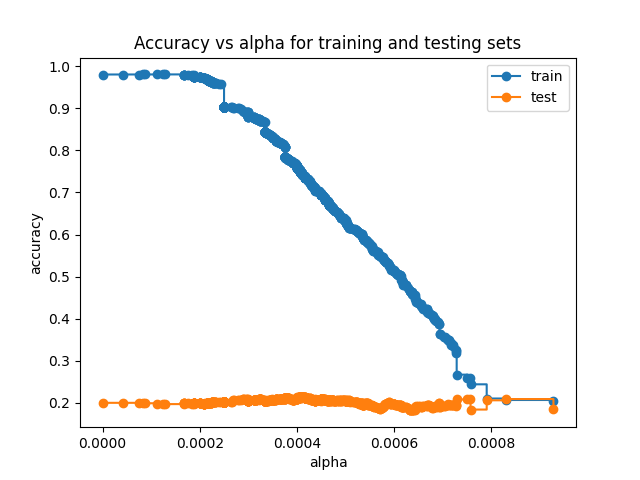 Accuracy vs alpha for training and testing sets
train
test
1.0
0.9
0.8
0.7
0.6
0.5
0.4
0.3
0.2
accuracy
0.0000 0.0002 0.0004 0.0006 0.0008
alpha